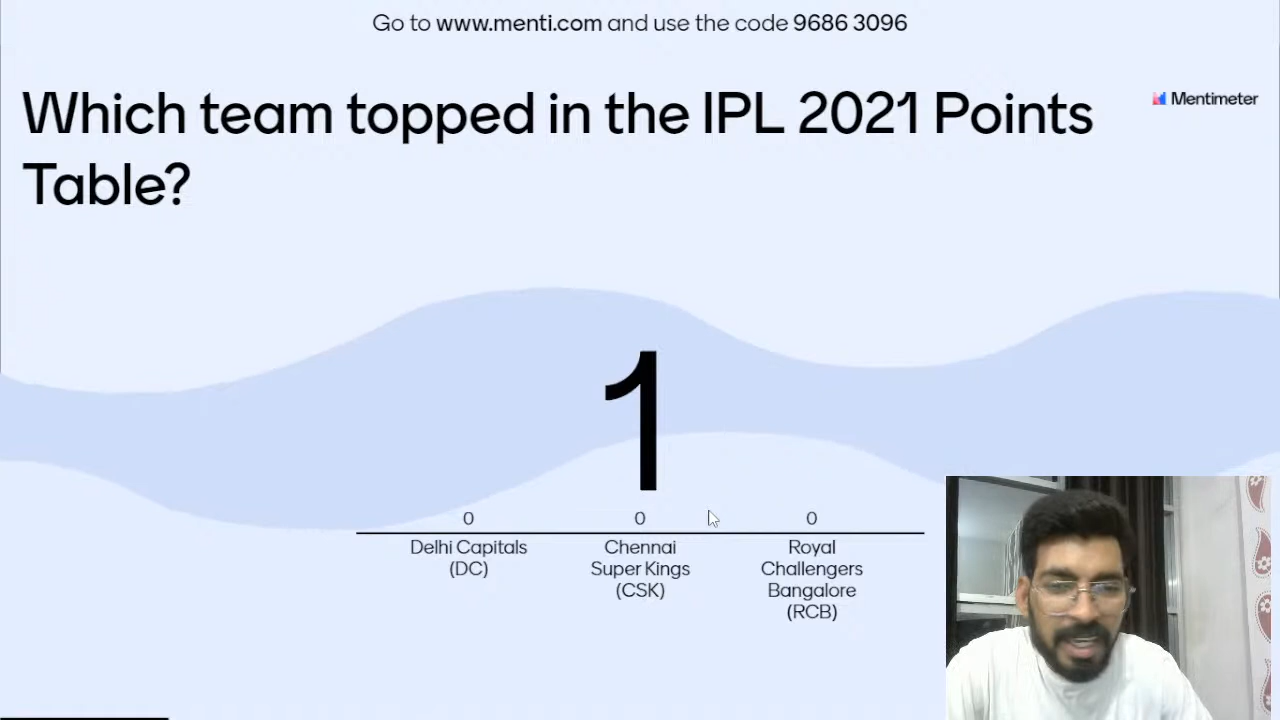 Go to www.menti.com and use the code 9686 3096
Which team topped in the IPL 2021 Points
Table?
Mentimeter
1
0
0
0
Delhi Capitals
(DC)
Chennai
Super Kings
(CSK)
Royal
Challengers
Bangalore
(RCB)